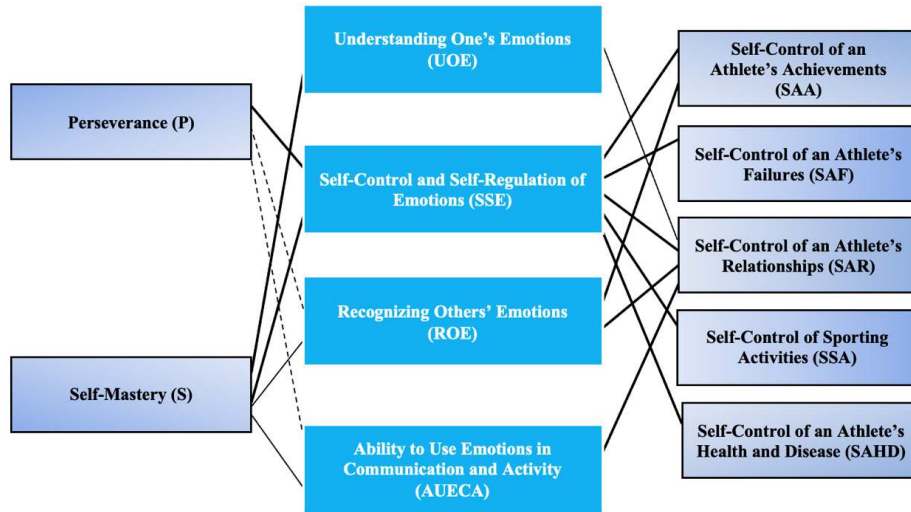 Perseverance (P)
Self-Mastery (S)
Understanding One’s Emotions
(UOE)
Self-Control and Self-Regulation of
Emotions (SSE)
Recognizing Others’ Emotions
(ROE)
Ability to Use Emotions in
Communication and Activity
(AUECA)
Self-Control of an
Athlete’s Achievements
(SAA)
Self-Control of an Athlete’s
Failures (SAF)
Self-Control of an Athlete’s
Relationships (SAR)
Self-Control of Sporting
Activities (SSA)
Self-Control of an Athlete’s
Health and Disease (SAHD)